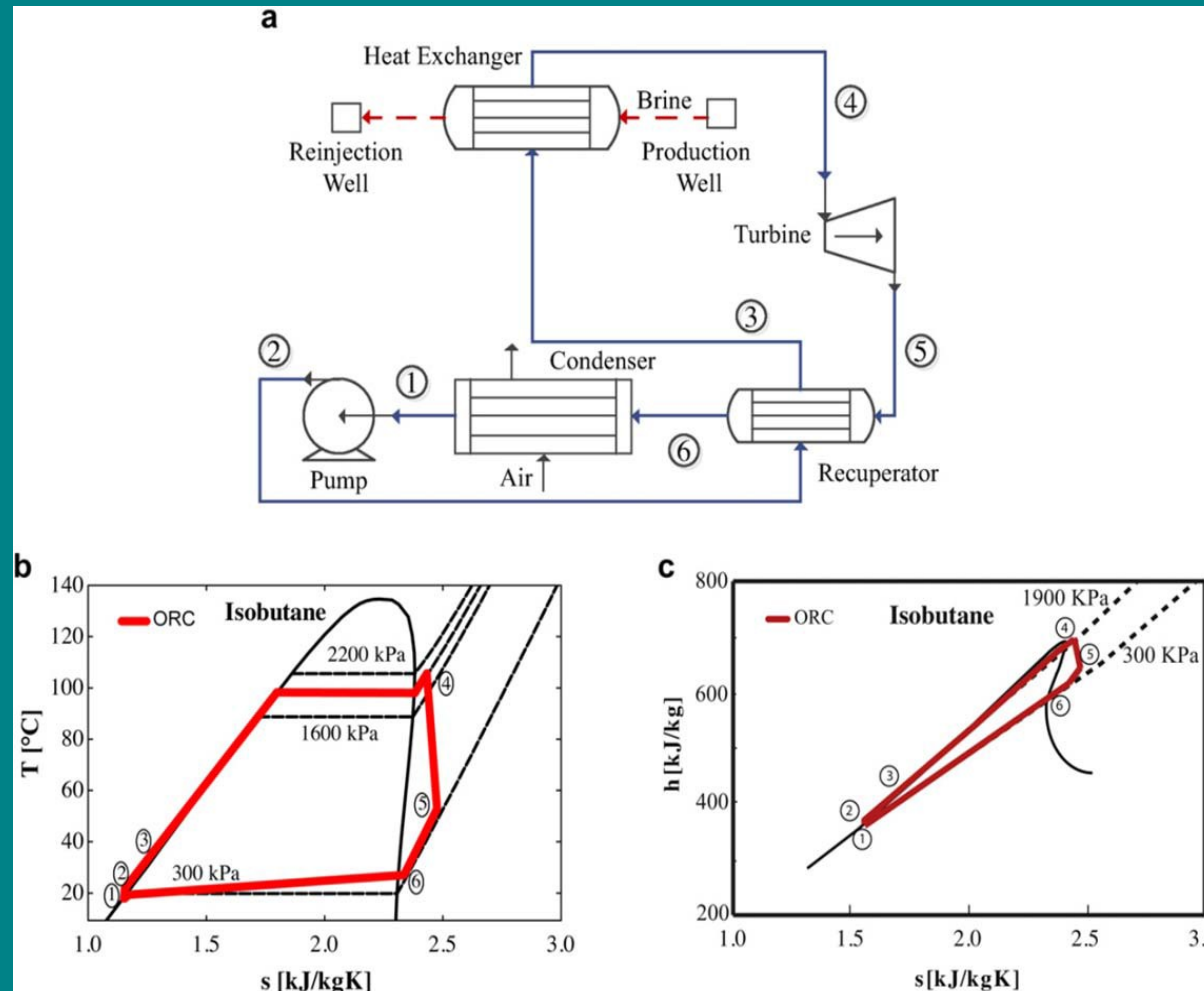 a
Heat Exchanger
Brine
④
Reinjection
Well
Production
Well
Turbine
③
②
⑤
①
Condenser
⑥
Pump
Air
Recuperator
b
140
120
100
80
60
40
20
T [°C]
ORC
Isobutane
2200 kPa
④
1600 kPa
⑤
③
②
300 kPa
①
⑥
1.0
1.5
2.0
2.5
3.0
s [kJ/kgK]
c
800
600
400
200
h [kJ/kg]
ORC
Isobutane
1900 KPa
④
⑤
300 KPa
⑥
③
②
①
1.0
1.5
2.0
2.5
3.
s[kJ/kgK]